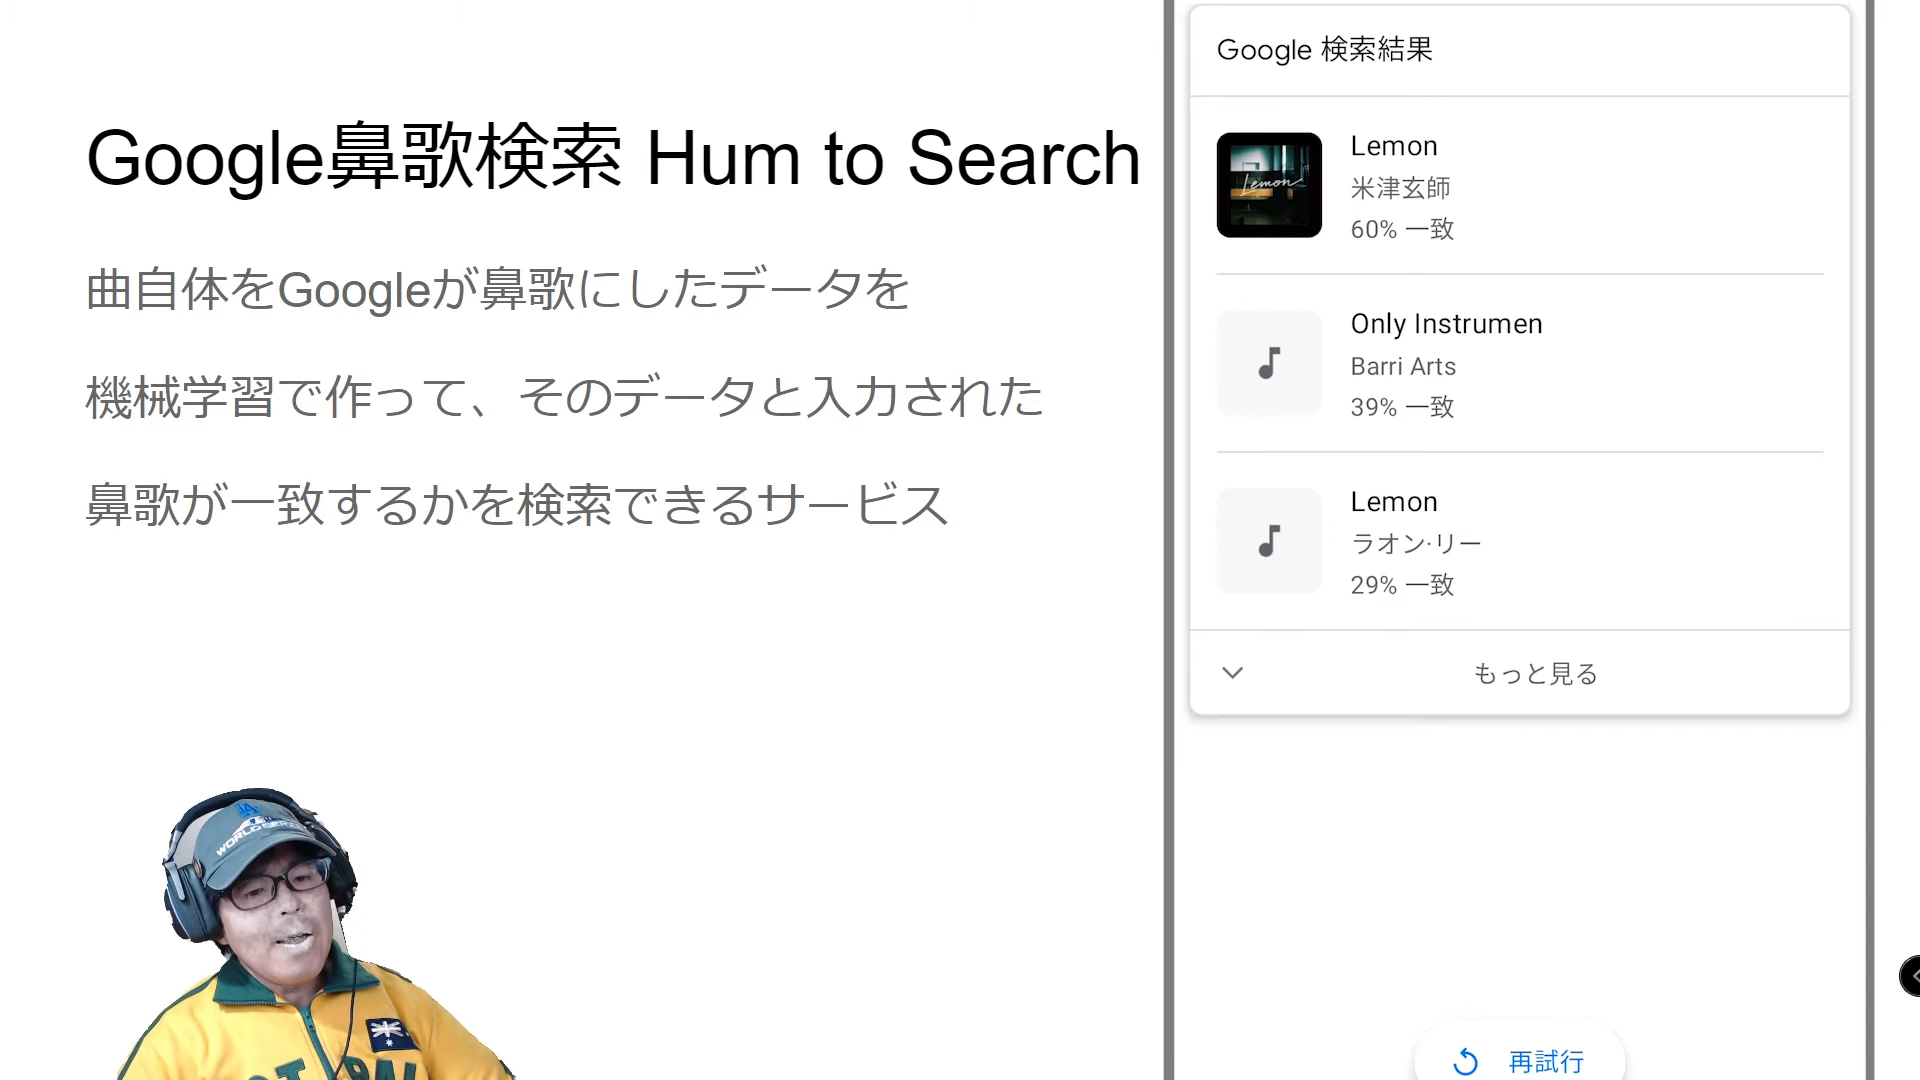 Google鼻歌検索 Hum to Search
曲自体をGoogleが鼻歌にしたデータを
機械学習で作って、そのデータと入力された
鼻歌が一致するかを検索できるサービス
Google 検索結果
Lemon
Lemon
米津玄師
60% 一致
Only Instrumen
Barri Arts
39% 一致
Lemon
ラオン·リー
29% 一致
もっと見る
再試行
LA